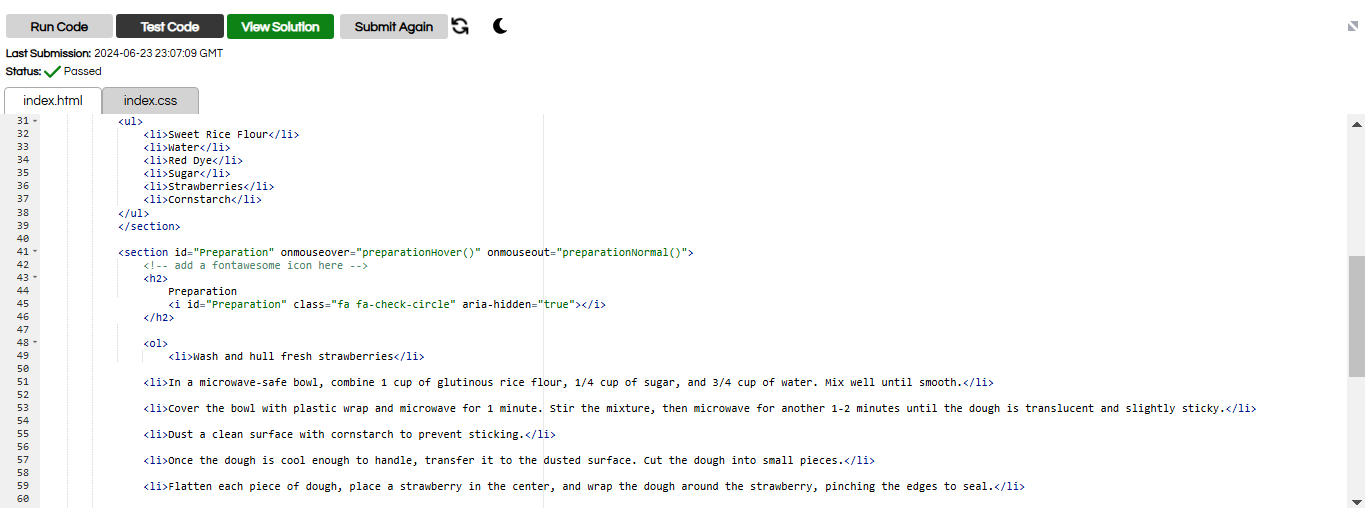 Run Code Test Code View Solution Submit Again
Last Submission: 2024-06-23 23:07:09 GMT
Status: Passed
index.html index.css
31 <ul>
32 <li>Sweet Rice Flour</li>
33 <li>Water</li>
34 <li>Red Dye</li>
35 <li>Sugar</li>
36 <li>Strawberries</li>
37 <li>Cornstarch</li>
38 </ul>
39 </section>
40
41 <section id="Preparation" onmouseover="preparationHover()" onmouseout="preparationNormal()">
42 <!-- add a fontawesome icon here -->
43 <h2>
44 Preparation
45 <i id="Preparation" class="fa fa-check-circle" aria-hidden="true"></i>
46 </h2>
47
48 <ol>
49 <li>Wash and hull fresh strawberries</li>
50
51 <li>In a microwave-safe bowl, combine 1 cup of glutinous rice flour, 1/4 cup of sugar, and 3/4 cup of water. Mix well until smooth.</li>
52
53 <li>Cover the bowl with plastic wrap and microwave for 1 minute. Stir the mixture, then microwave for another 1-2 minutes until the dough is translucent and slightly sticky.</li>
54
55 <li>Dust a clean surface with cornstarch to prevent sticking.</li>
56
57 <li>Once the dough is cool enough to handle, transfer it to the dusted surface. Cut the dough into small pieces.</li>
58
59 <li>Flatten each piece of dough, place a strawberry in the center, and wrap the dough around the strawberry, pinching the edges to seal.</li>
60